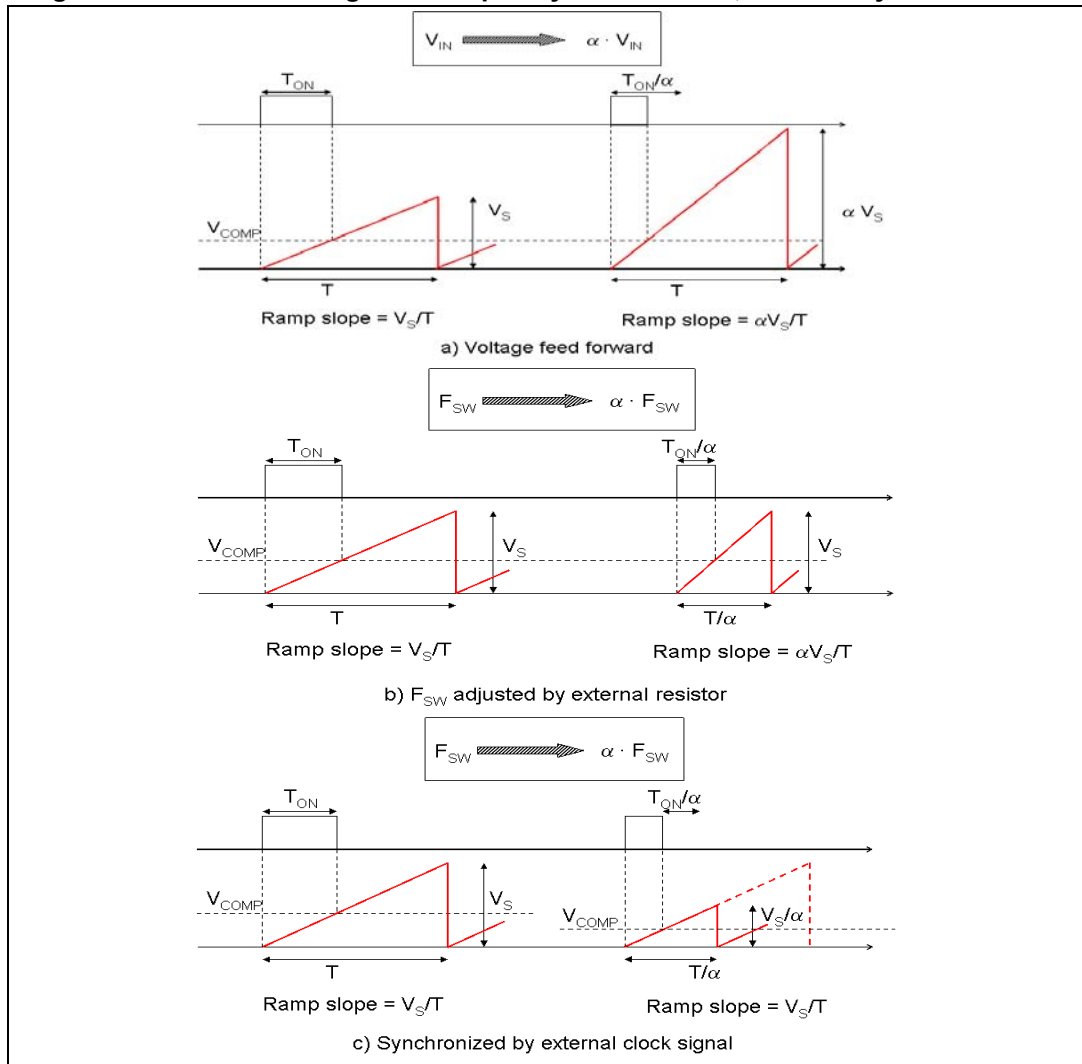 V_IN α · V_IN
T_ON T_ON/α
V_COMP V_S α V_S
T T
Ramp slope = V_S/T Ramp slope = αV_S/T
a) Voltage feed forward
F_SW α · F_SW
T_ON T_ON/α
V_COMP V_S V_S
T T/α
Ramp slope = V_S/T Ramp slope = αV_S/T
b) F_SW adjusted by external resistor
F_SW α · F_SW
T_ON T_ON/α
V_COMP V_S V_COMP V_S/α
T T/α
Ramp slope = V_S/T Ramp slope = V_S/T
c) Synchronized by external clock signal